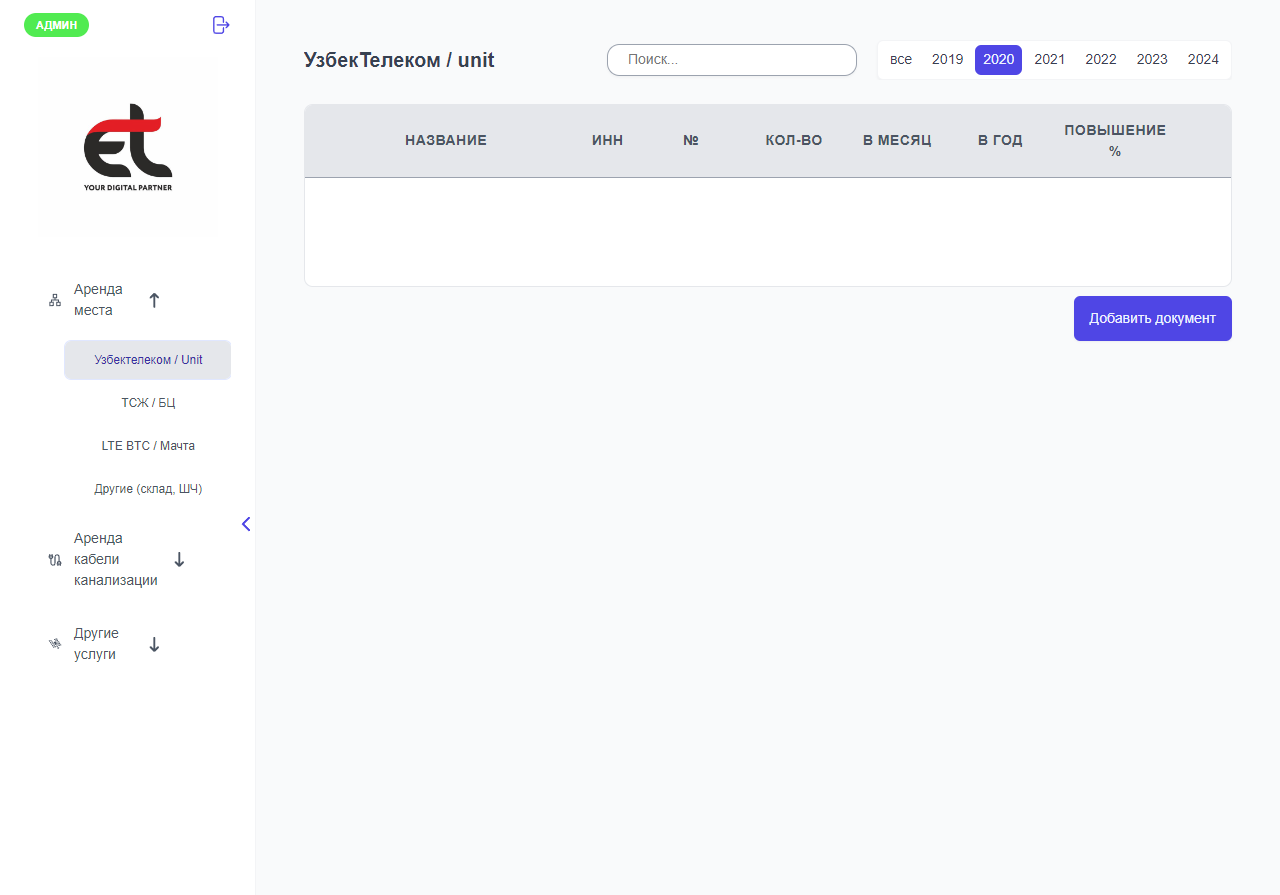 АДМИН
ET
YOUR DIGITAL PARTNER
Аренда
места
Узбектелеком / Unit
ТСЖ / БЦ
LTE BTC / Мачта
Другие (склад, ШЧ)
Аренда
кабели
канализации
Другие
услуги
УзбекТелеком / unit
Поиск...
все 2019 2020 2021 2022 2023 2024
НАЗВАНИЕ ИНН № КОЛ-ВО В МЕСЯЦ В ГОД ПОВЫШЕНИЕ
%
Добавить документ